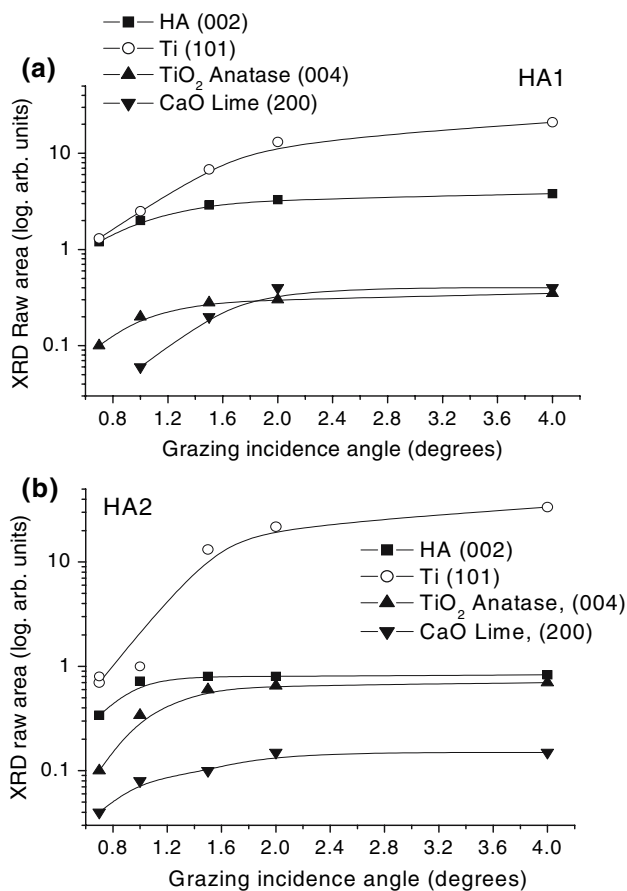 HA (002)
Ti (101)
TiO2 Anatase (004)
CaO Lime (200)
(a)
HA1
XRD Raw area (log. arb. units)
10
1
0.1
0.8 1.2 1.6 2.0 2.4 2.8 3.2 3.6 4.0
Grazing incidence angle (degrees)
(b)
HA2
XRD raw area (log. arb. units)
HA (002)
Ti (101)
TiO2 Anatase, (004)
CaO Lime, (200)
10
1
0.1
0.8 1.2 1.6 2.0 2.4 2.8 3.2 3.6 4.0
Grazing incidence angle (degrees)